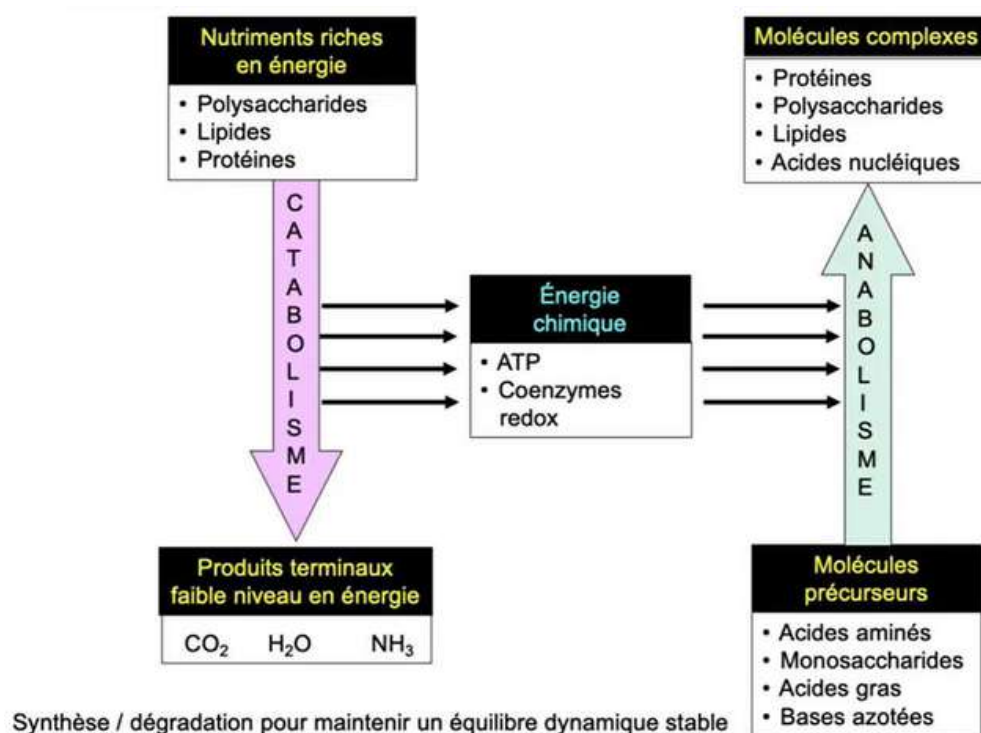 Nutriments riches
en énergie
• Polysaccharides
• Lipides
• Protéines
CATABOLISME
Produits terminaux
faible niveau en énergie
CO₂ H₂O NH₃
Énergie
chimique
• ATP
• Coenzymes
redox
Molécules complexes
• Protéines
• Polysaccharides
• Lipides
• Acides nucléiques
ANABOLISME
Molécules
précurseurs
• Acides aminés
• Monosaccharides
• Acides gras
• Bases azotées
Synthèse / dégradation pour maintenir un équilibre dynamique stable